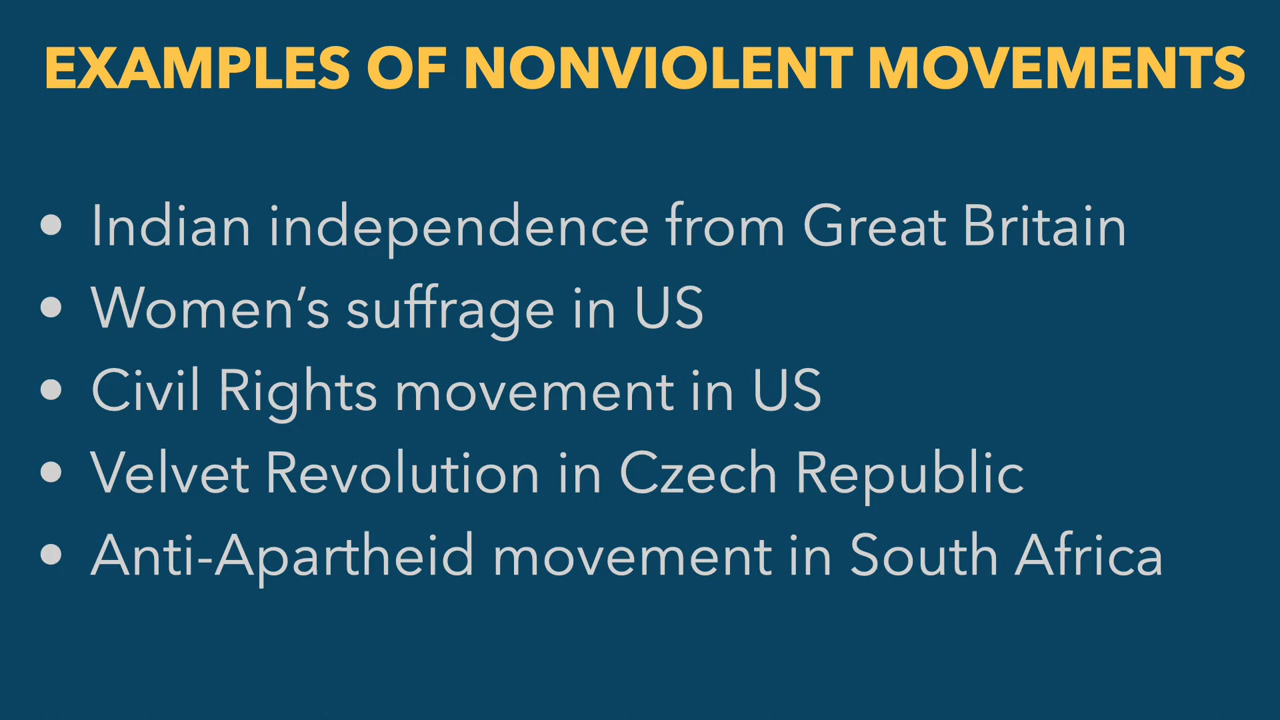 EXAMPLES OF NONVIOLENT MOVEMENTS
• Indian independence from Great Britain
• Women’s suffrage in US
• Civil Rights movement in US
• Velvet Revolution in Czech Republic
• Anti-Apartheid movement in South Africa